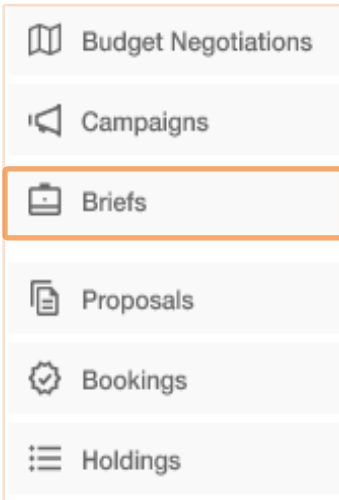 Budget Negotiations
Campaigns
Briefs
Proposals
Bookings
Holdings